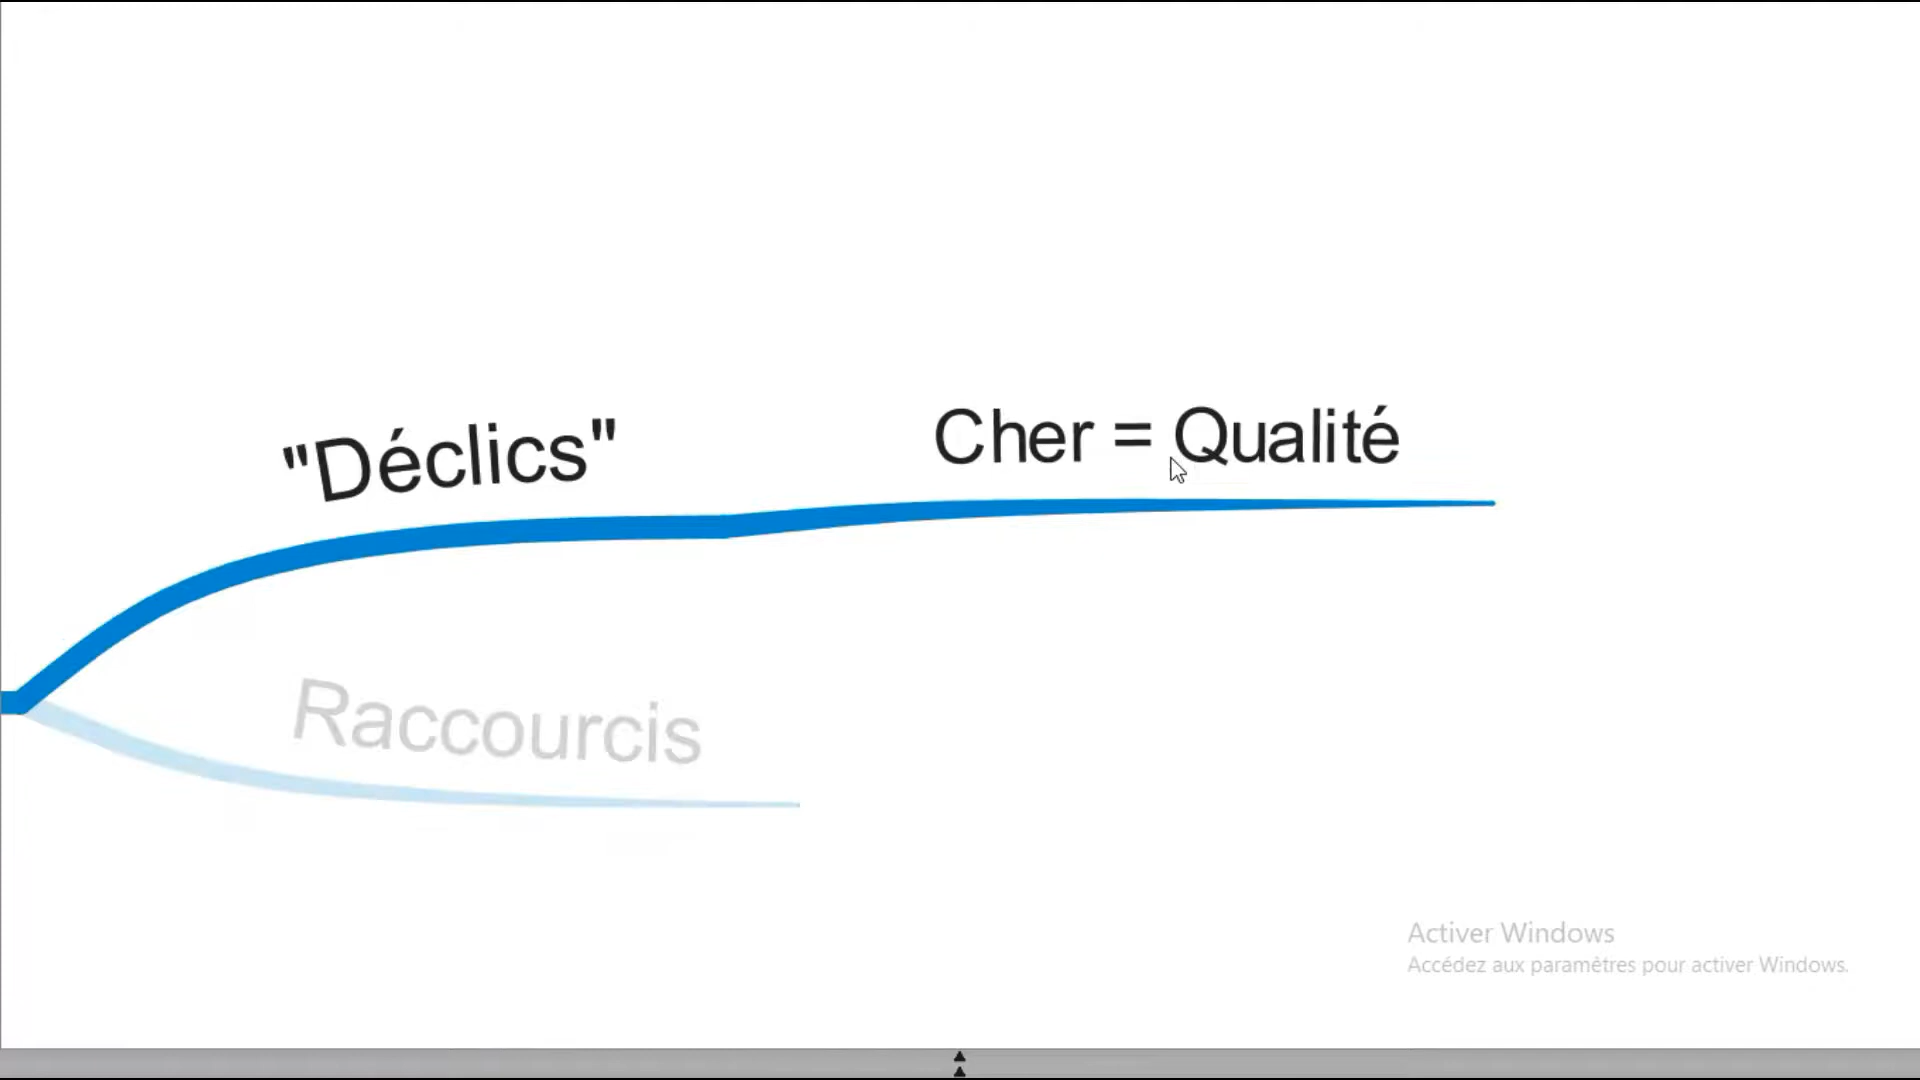 "Déclics"
Cher = Qualité
Raccourcis
Activer Windows
Accédez aux paramètres pour activer Windows.